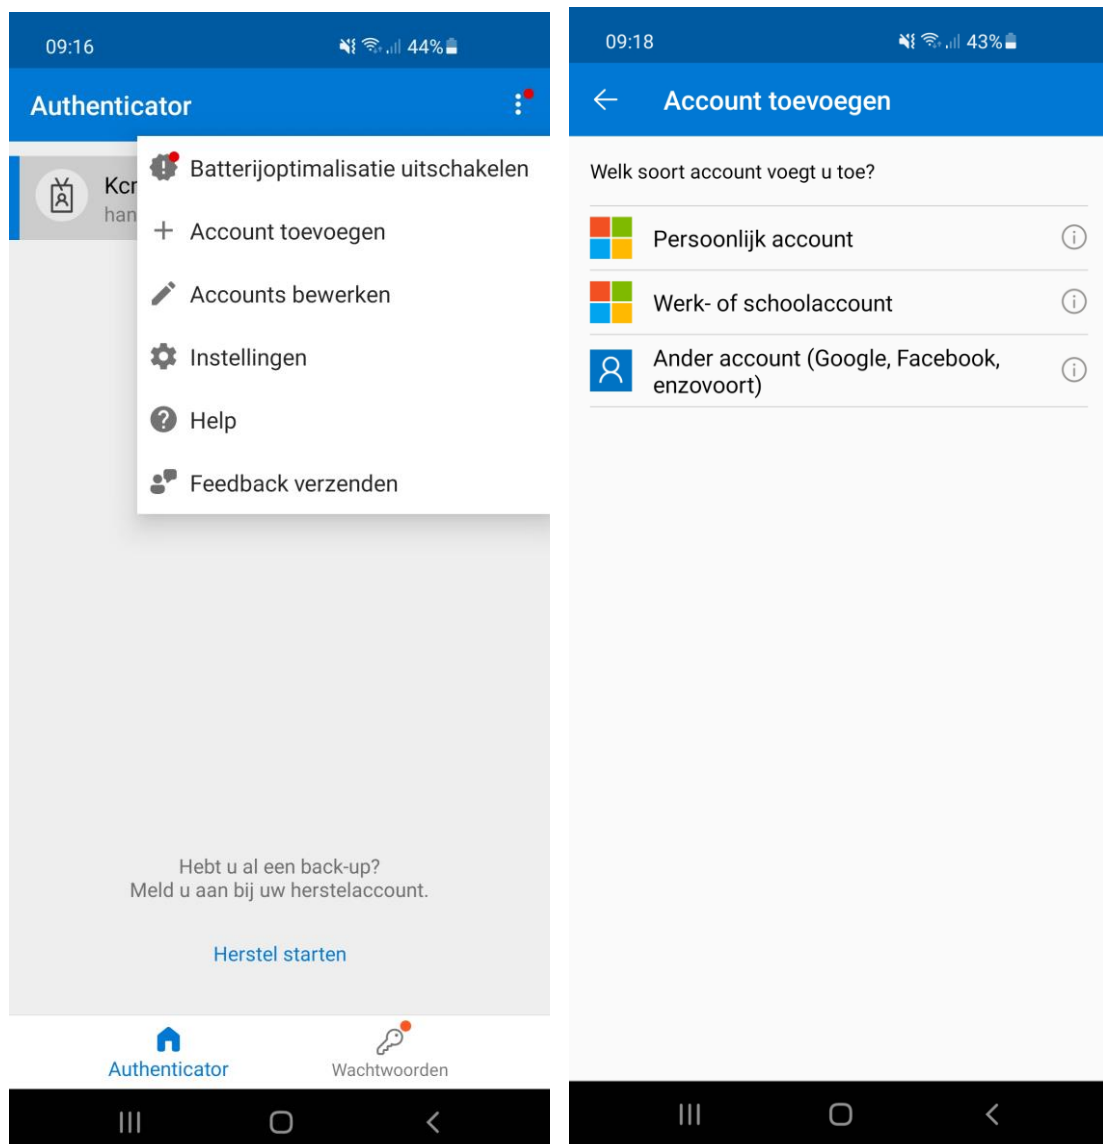 09:16
44%
Authenticator
Batterijoptimalisatie uitschakelen
Kcr
han
Account toevoegen
Accounts bewerken
Instellingen
Help
Feedback verzenden
Hebt u al een back-up?
Meld u aan bij uw herstelaccount.
Herstel starten
Authenticator
Wachtwoorden
09:18
43%
Account toevoegen
Welk soort account voegt u toe?
Persoonlijk account
Werk- of schoolaccount
Ander account (Google, Facebook,
enzovoort)